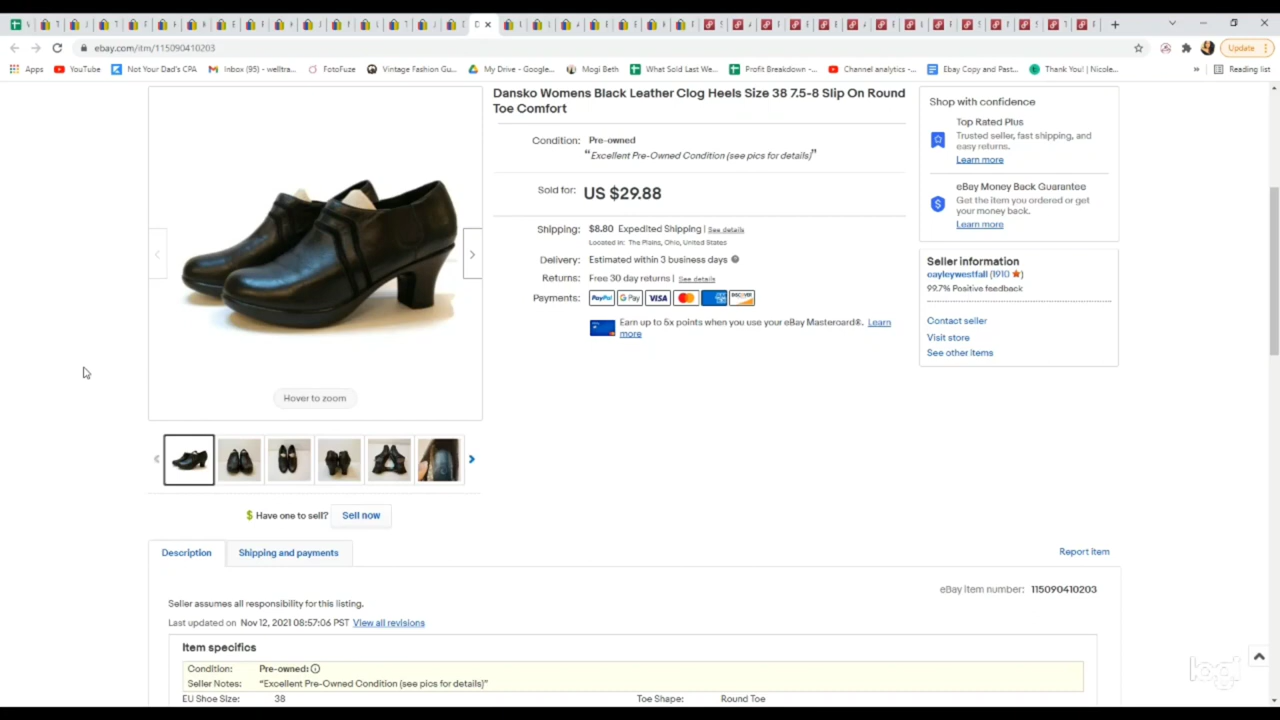 ebay.com/itm/115090410203
Update
Apps
YouTube
Not Your Dad's CPA
Inbox (95) - welltra...
FotoFuze
Vintage Fashion Gu...
My Drive - Google...
Mogi Beth
What Sold Last We...
Profit Breakdown -...
Channel analytics -...
Ebay Copy and Past...
Thank You! | Nicole...
»
Reading list
Dansko Womens Black Leather Clog Heels Size 38 7.5-8 Slip On Round
Toe Comfort
Condition: Pre-owned
"Excellent Pre-Owned Condition (see pics for details)"
Sold for: US $29.88
Shipping: $8.80 Expedited Shipping | See details
Located in: The Plains, Ohio, United States
Delivery: Estimated within 3 business days
Returns: Free 30 day returns | See details
Payments: PayPal G Pay VISA DISCOVER
Earn up to 5x points when you use your eBay Mastercard®. Learn
more
Shop with confidence
Top Rated Plus
Trusted seller, fast shipping, and
easy returns.
Learn more
eBay Money Back Guarantee
Get the item you ordered or get
your money back.
Learn more
Seller information
cayleywestfall (1910 ★)
99.7% Positive feedback
Contact seller
Visit store
See other items
Hover to zoom
$ Have one to sell? Sell now
Description
Shipping and payments
Report item
eBay item number: 115090410203
Seller assumes all responsibility for this listing.
Last updated on Nov 12, 2021 08:57:06 PST View all revisions
Item specifics
Condition: Pre-owned:
Seller Notes: "Excellent Pre-Owned Condition (see pics for details)"
EU Shoe Size: 38
Toe Shape: Round Toe
logi